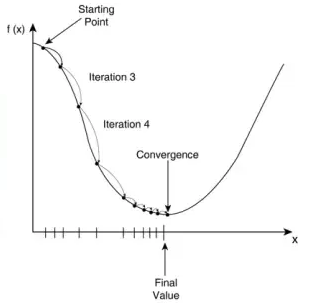 Starting
Point
f (x)
Iteration 3
Iteration 4
Convergence
x
Final
Value